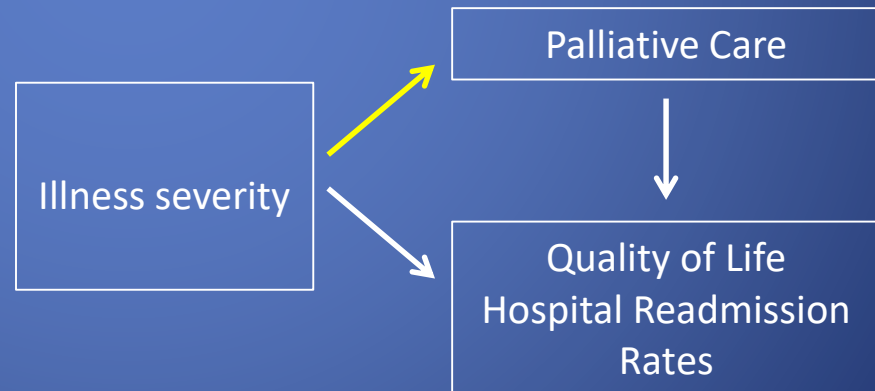 Palliative Care
Illness severity
Quality of Life
Hospital Readmission
Rates